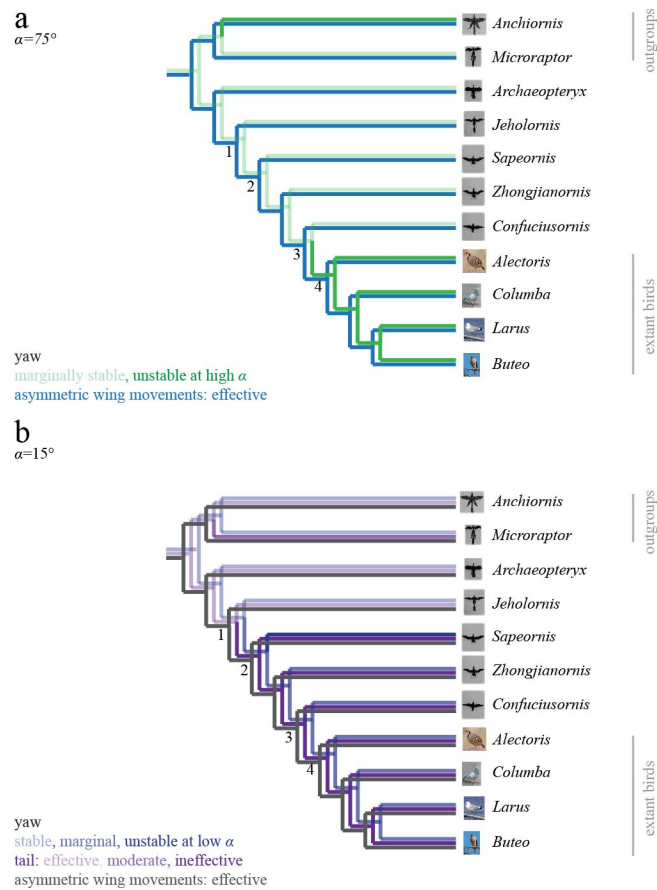 a
α=75°
Anchiornis
Microraptor
outgroups
Archaeopteryx
Jeholornis
1
Sapeornis
2
Zhongjianornis
Confuciusornis
3
Alectoris
4
Columba
Larus
Buteo
extant birds
yaw
marginally stable, unstable at high α
asymmetric wing movements: effective
b
α=15°
Anchiornis
Microraptor
outgroups
Archaeopteryx
Jeholornis
1
Sapeornis
2
Zhongjianornis
Confuciusornis
3
Alectoris
4
Columba
Larus
Buteo
extant birds
yaw
stable, marginal, unstable at low α
tail: effective, moderate, ineffective
asymmetric wing movements: effective